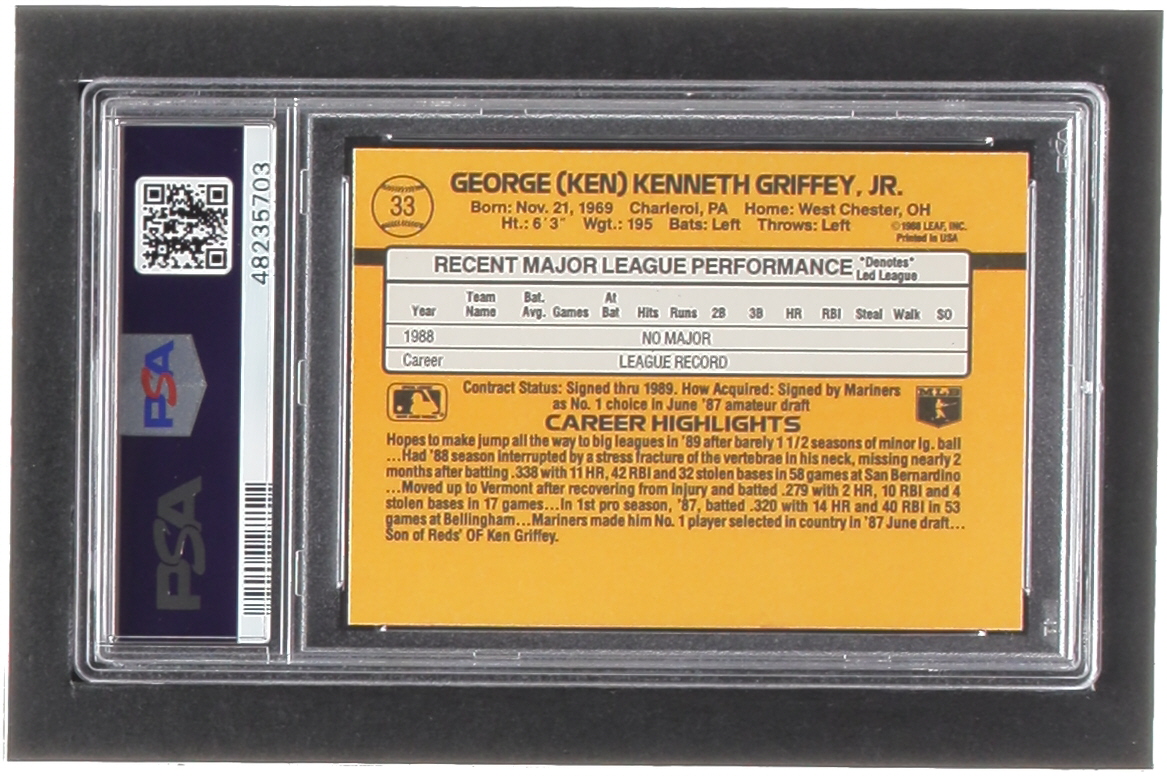 48235703
PSA
PSA
33
GEORGE (KEN) KENNETH GRIFFEY, JR.
Born: Nov. 21, 1969 Charleroi, PA Home: West Chester, OH
Ht.: 6'3" Wgt.: 195 Bats: Left Throws: Left
©1988 LEAF, INC.
Printed in USA
RECENT MAJOR LEAGUE PERFORMANCE "Denotes"
Led League
Year Team Name Bat. Avg. Games At Bat Hits Runs 2B 3B HR RBI Steal Walk SO
1988 NO MAJOR
Career LEAGUE RECORD
Contract Status: Signed thru 1989. How Acquired: Signed by Mariners
as No. 1 choice in June '87 amateur draft
MLB
CAREER HIGHLIGHTS
Hopes to make jump all the way to big leagues in '89 after barely 1 1/2 seasons of minor lg. ball
...Had '88 season interrupted by a stress fracture of the vertebrae in his neck, missing nearly 2
months after batting .338 with 11 HR, 42 RBI and 32 stolen bases in 58 games at San Bernardino
...Moved up to Vermont after recovering from injury and batted .279 with 2 HR, 10 RBI and 4
stolen bases in 17 games...In 1st pro season, '87, batted .320 with 14 HR and 40 RBI in 53
games at Bellingham...Mariners made him No. 1 player selected in country in '87 June draft...
Son of Reds' OF Ken Griffey.